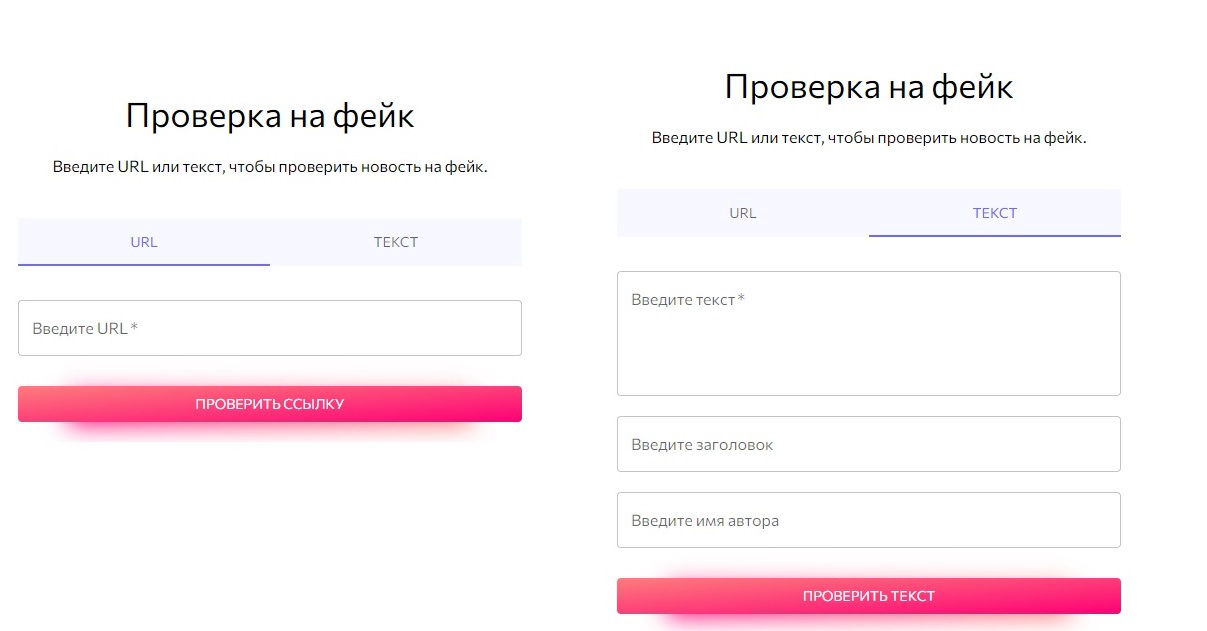 Проверка на фейк
Введите URL или текст, чтобы проверить новость на фейк.
URL
ТЕКСТ
Введите URL *
ПРОВЕРИТЬ ССЫЛКУ
Проверка на фейк
Введите URL или текст, чтобы проверить новость на фейк.
URL
ТЕКСТ
Введите текст *
Введите заголовок
Введите имя автора
ПРОВЕРИТЬ ТЕКСТ